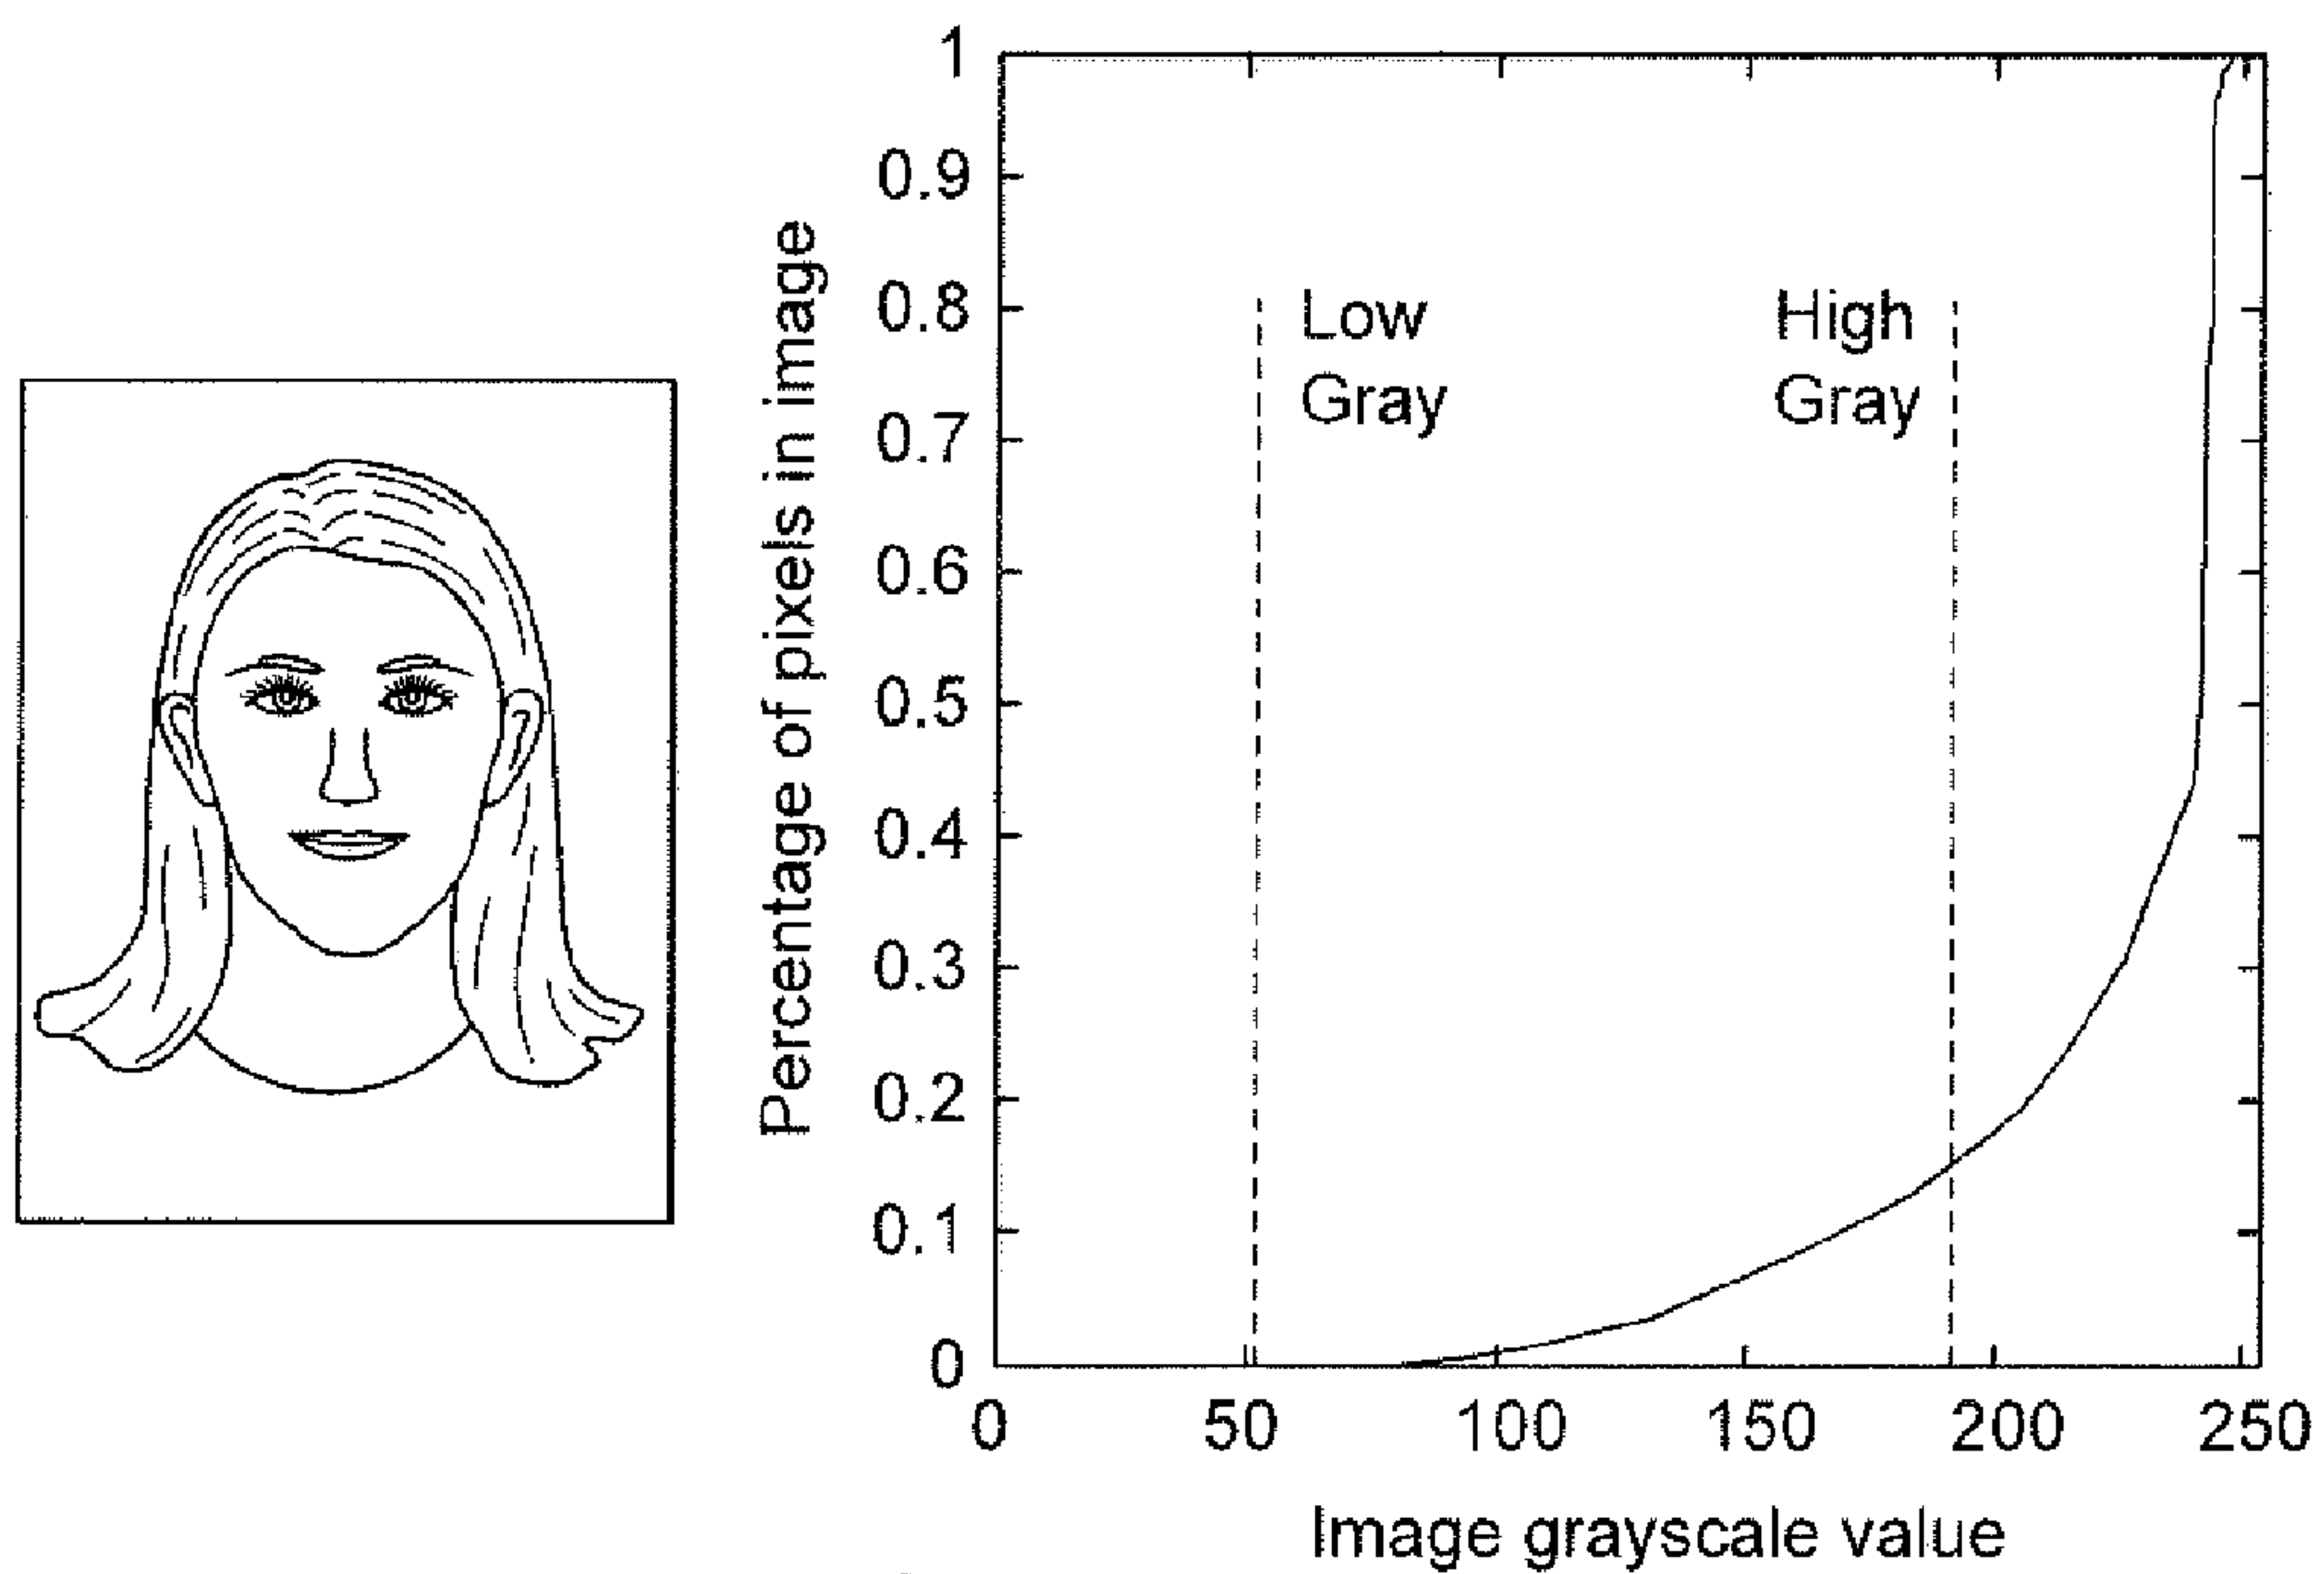 Percentage of pixels in image
1
0.9
0.8
0.7
0.6
0.5
0.4
0.3
0.2
0.1
0
Low
Gray
High
Gray
0 50 100 150 200 250
Image grayscale value